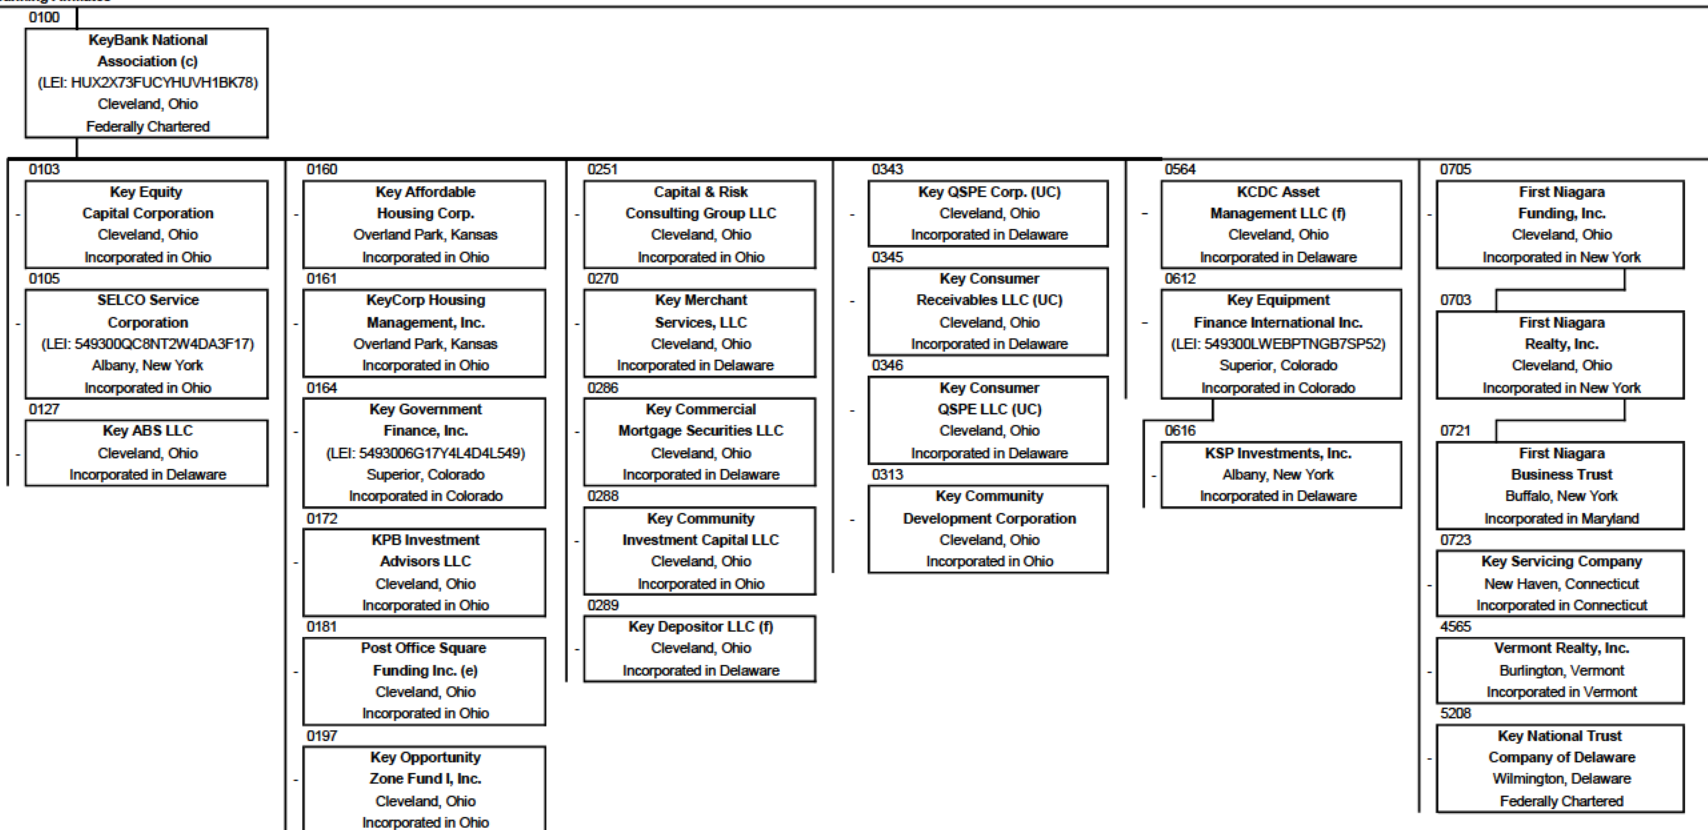 0100
KeyBank National
Association (c)
(LEI: HUX2X73FUCYHUVH1BK78)
Cleveland, Ohio
Federally Chartered
0103
Key Equity
Capital Corporation
Cleveland, Ohio
Incorporated in Ohio
0105
SELCO Service
Corporation
(LEI: 549300QC8NT2W4DA3F17)
Albany, New York
Incorporated in Ohio
0127
Key ABS LLC
Cleveland, Ohio
Incorporated in Delaware
0160
Key Affordable
Housing Corp.
Overland Park, Kansas
Incorporated in Ohio
0161
KeyCorp Housing
Management, Inc.
Overland Park, Kansas
Incorporated in Ohio
0164
Key Government
Finance, Inc.
(LEI: 5493006G17Y4L4D4L549)
Superior, Colorado
Incorporated in Colorado
0172
KPB Investment
Advisors LLC
Cleveland, Ohio
Incorporated in Ohio
0181
Post Office Square
Funding Inc. (e)
Cleveland, Ohio
Incorporated in Ohio
0197
Key Opportunity
Zone Fund I, Inc.
Cleveland, Ohio
Incorporated in Ohio
0251
Capital & Risk
Consulting Group LLC
Cleveland, Ohio
Incorporated in Ohio
0270
Key Merchant
Services, LLC
Cleveland, Ohio
Incorporated in Delaware
0286
Key Commercial
Mortgage Securities LLC
Cleveland, Ohio
Incorporated in Delaware
0288
Key Community
Investment Capital LLC
Cleveland, Ohio
Incorporated in Ohio
0289
Key Depositor LLC (f)
Cleveland, Ohio
Incorporated in Delaware
0343
Key QSPE Corp. (UC)
Cleveland, Ohio
Incorporated in Delaware
0345
Key Consumer
Receivables LLC (UC)
Cleveland, Ohio
Incorporated in Delaware
0346
Key Consumer
QSPE LLC (UC)
Cleveland, Ohio
Incorporated in Delaware
0313
Key Community
Development Corporation
Cleveland, Ohio
Incorporated in Ohio
0564
KCDC Asset
Management LLC (f)
Cleveland, Ohio
Incorporated in Delaware
0612
Key Equipment
Finance International Inc.
(LEI: 549300LWEBPTNGB7SP52)
Superior, Colorado
Incorporated in Colorado
0616
KSP Investments, Inc.
Albany, New York
Incorporated in Delaware
0705
First Niagara
Funding, Inc.
Cleveland, Ohio
Incorporated in New York
0703
First Niagara
Realty, Inc.
Cleveland, Ohio
Incorporated in New York
0721
First Niagara
Business Trust
Buffalo, New York
Incorporated in Maryland
0723
Key Servicing Company
New Haven, Connecticut
Incorporated in Connecticut
4565
Vermont Realty, Inc.
Burlington, Vermont
Incorporated in Vermont
5208
Key National Trust
Company of Delaware
Wilmington, Delaware
Federally Chartered